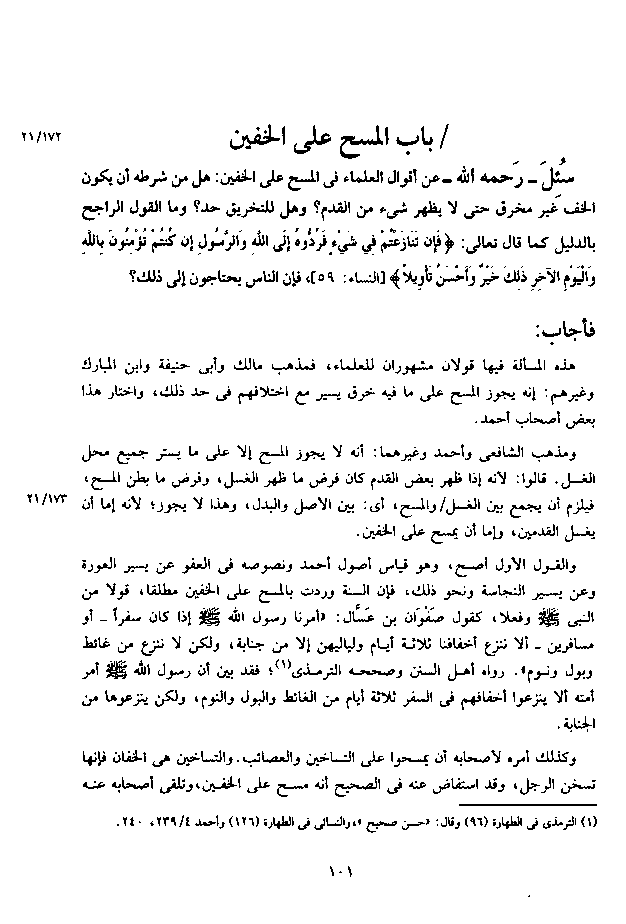 ٢١/١٧٢
/ باب المسح على الخفين
سُئِلَ ـ رَحمه الله ـ عن أقوال العلماء فى المسح على الخفين: هل من شرطه أن يكون
الخف غير مخرق حتى لا يظهر شىء من القدم؟ وهل للتخريق حد؟ وما القول الراجح
بالدليل كما قال تعالى: ﴿ فَإِن تَنَازَعْتُمْ فِي شَيْءٍ فَرُدُّوهُ إِلَى اللَّهِ وَالرَّسُولِ إِن كُنتُمْ تُؤْمِنُونَ بِاللَّهِ
وَالْيَوْمِ الآخِرِ ذَلِكَ خَيْرٌ وَأَحْسَنُ تَأْوِيلاً ﴾ [النساء: ٥٩]، فإن الناس يحتاجون إلى ذلك؟
فأجاب:
هذه المسألة فيها قولان مشهوران للعلماء، فمذهب مالك وأبى حنيفة وابن المبارك
وغيرهم: إنه يجوز المسح على ما فيه خرق يسير مع اختلافهم فى حد ذلك، واختار هذا
بعض أصحاب أحمد.
ومذهب الشافعى وأحمد وغيرهما: أنه لا يجوز المسح إلا على ما يستر جميع محل
الغسل. قالوا: لأنه إذا ظهر بعض القدم كان فرض ما ظهر الغسل، وفرض ما بطن المسح،
٢١/١٧٣
فيلزم أن يجمع بين الغسل/ والمسح، أى: بين الأصل والبدل، وهذا لا يجوز؛ لأنه إما أن
يغسل القدمين، وإما أن يمسح على الخفين.
والقول الأول أصح، وهو قياس أصول أحمد ونصوصه فى العفو عن يسير العورة
وعن يسير النجاسة ونحو ذلك، فإن السنة وردت بالمسح على الخفين مطلقا، قولا من
النبى ﷺ وفعلا، كقول صَفْوَان بن عَسَّال: «أمرنا رسول الله ﷺ إذا كان سفراً ـ أو
مسافرين ـ ألا ننزع أخفافنا ثلاثة أيام ولياليهن إلا من جنابة، ولكن لا ننزع من غائط
وبول ونوم». رواه أهل السنن وصححه الترمذى(١)؛ فقد بين أن رسول الله ﷺ أمر
أمته ألا ينزعوا أخفافهم فى السفر ثلاثة أيام من الغائط والبول والنوم، ولكن ينزعوها من
الجنابة.
وكذلك أمره لأصحابه أن يمسحوا على التساخين والعصائب. والتساخين هى الخفان فإنها
تسخن الرجل، وقد استفاض عنه فى الصحيح أنه مسح على الخفين، وتلقى أصحابه عنه
(١) الترمذى فى الطهارة (٩٦) وقال: «حسن صحيح »، والنسائى فى الطهارة (١٢٦) وأحمد ٤/ ٢٣٩، ٢٤٠ .
١٠١